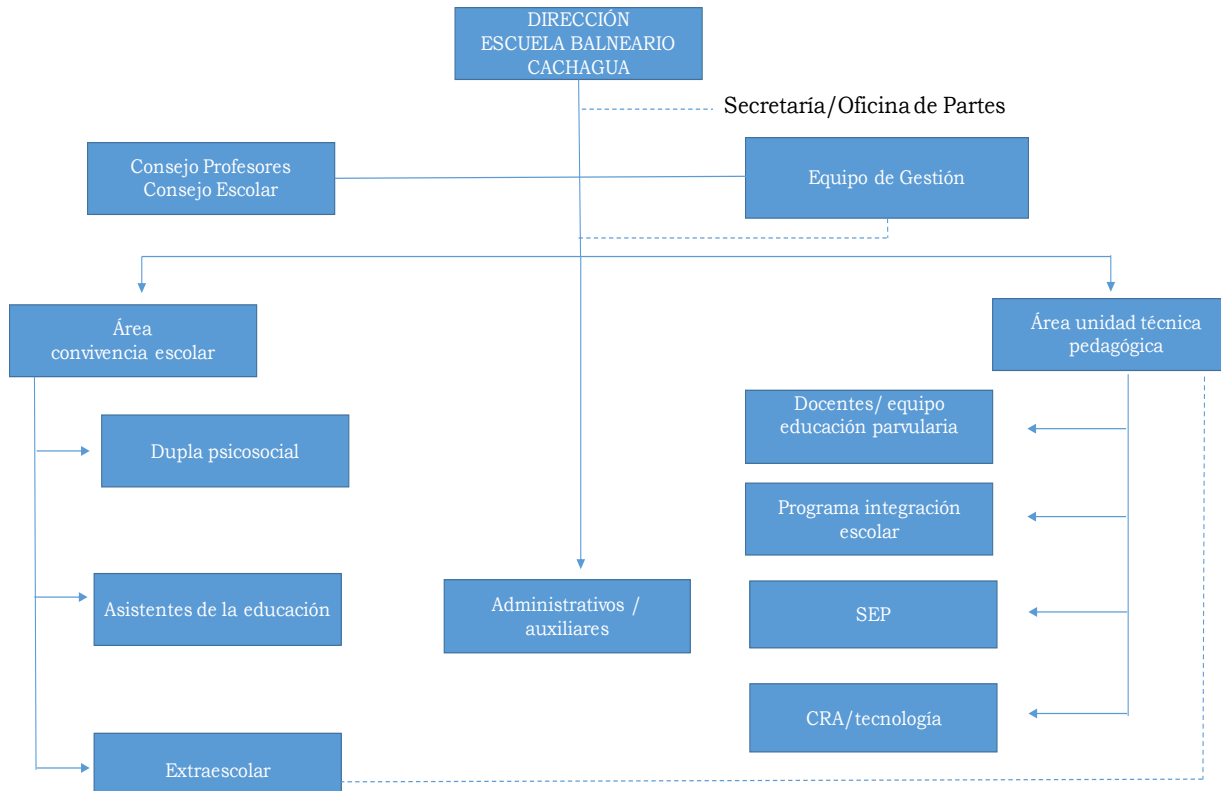 DIRECCIÓN
ESCUELA BALNEARIO
CACHAGUA
Secretaría/Oficina de Partes
Consejo Profesores
Consejo Escolar
Equipo de Gestión
Área
convivencia escolar
Área unidad técnica
pedagógica
Docentes/ equipo
educación parvularia
Dupla psicosocial
Programa integración
escolar
Asistentes de la educación
Administrativos /
auxiliares
SEP
CRA/tecnología
Extraescolar